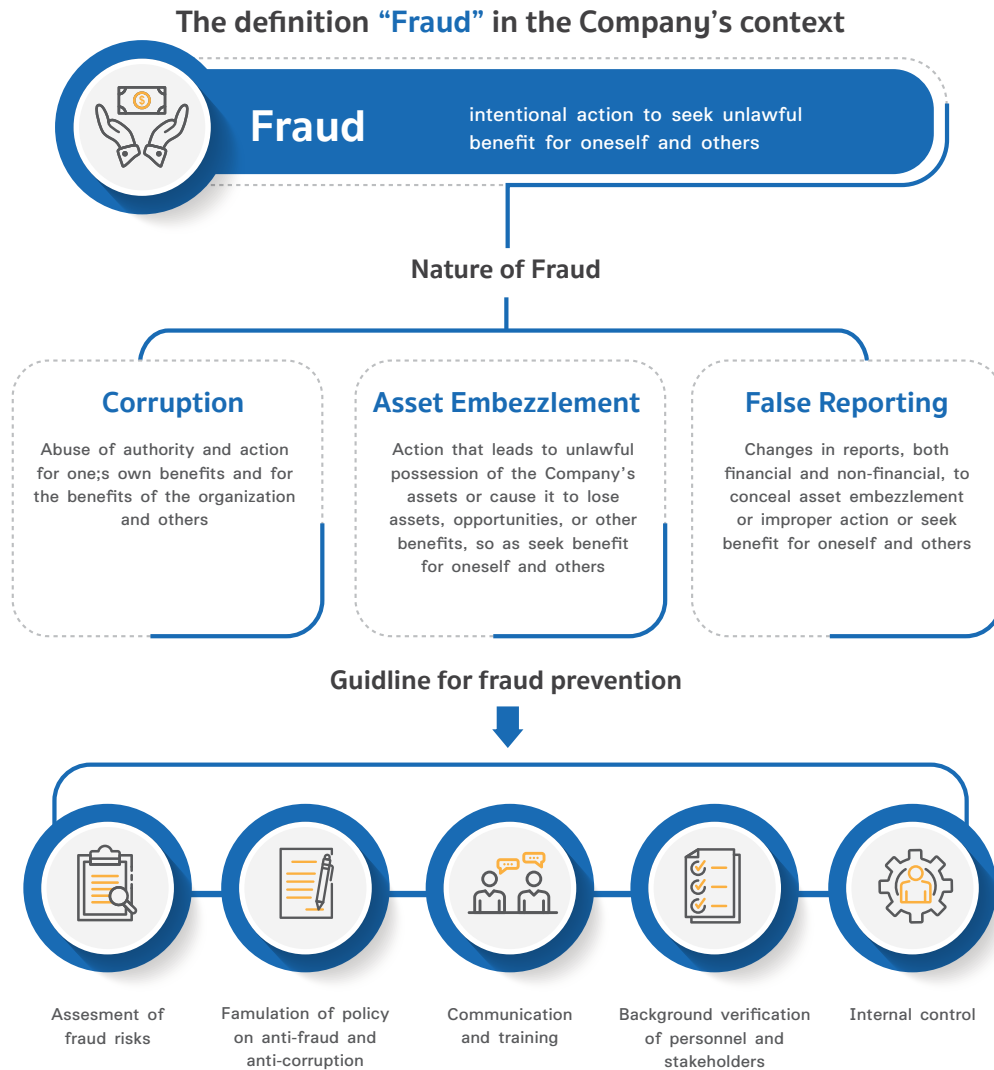 The definition “Fraud” in the Company’s context
$
Fraud
intentional action to seek unlawful
benefit for oneself and others
Nature of Fraud
Corruption
Abuse of authority and action
for one;s own benefits and for
the benefits of the organization
and others
Asset Embezzlement
Action that leads to unlawful
possession of the Company’s
assets or cause it to lose
assets, opportunities, or other
benefits, so as seek benefit
for oneself and others
False Reporting
Changes in reports, both
financial and non-financial, to
conceal asset embezzlement
or improper action or seek
benefit for oneself and others
Guidline for fraud prevention
Assesment of
fraud risks
Famulation of policy
on anti-fraud and
anti-corruption
Communication
and training
Background verification
of personnel and
stakeholders
Internal control